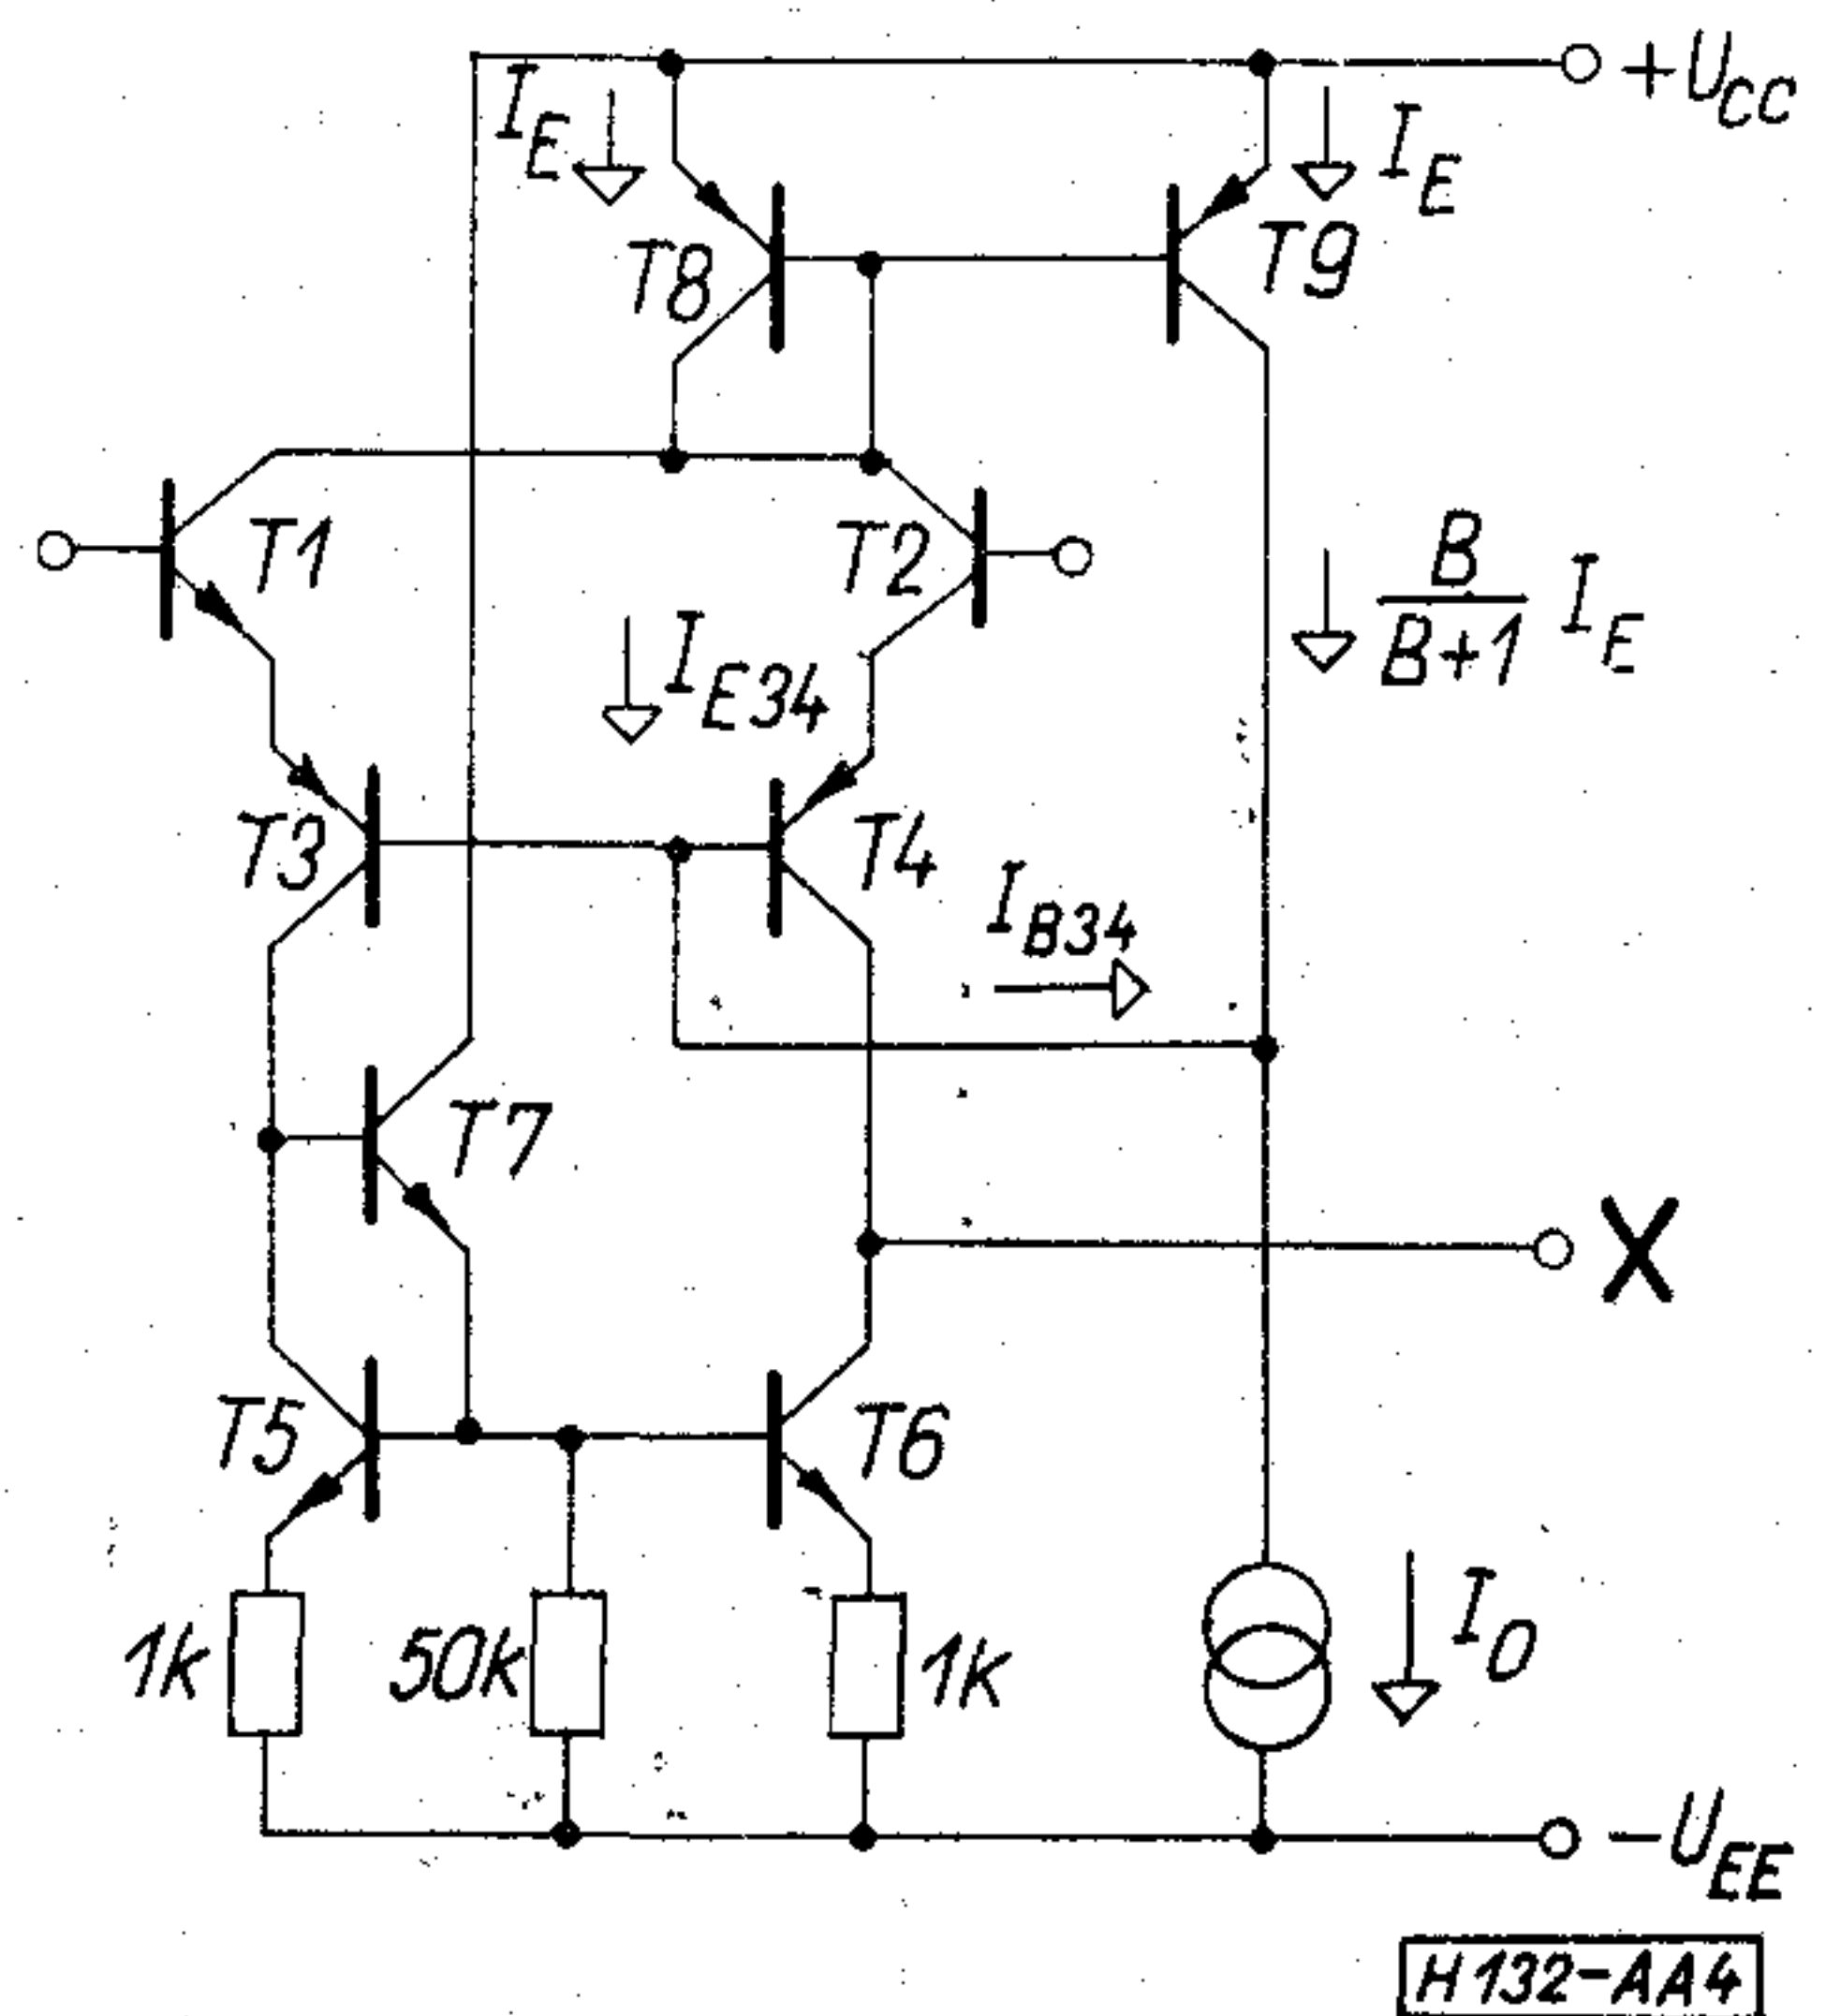 +U_CC
I_E
I_E
T8
T9
T1
T2
B/(B+1) I_E
I_E34
T3
T4
I_B34
T7
X
T5
T6
1k
50k
1k
I_0
-U_EE
H132-AA4